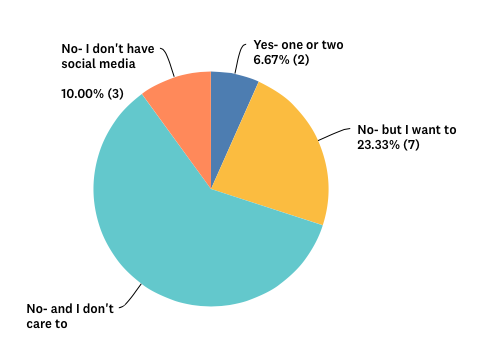 No- I don't have
social media
10.00% (3)
Yes- one or two
6.67% (2)
No- but I want to
23.33% (7)
No- and I don't
care to